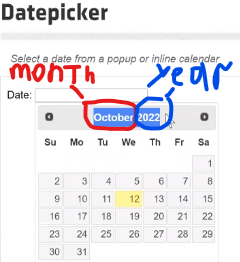 Datepicker
Select a date from a popup or inline calendar
month year
Date:
October 2022
Su Mo Tu We Th Fr Sa
1
2 3 4 5 6 7 8
9 10 11 12 13 14 15
16 17 18 19 20 21 22
23 24 25 26 27 28 29
30 31